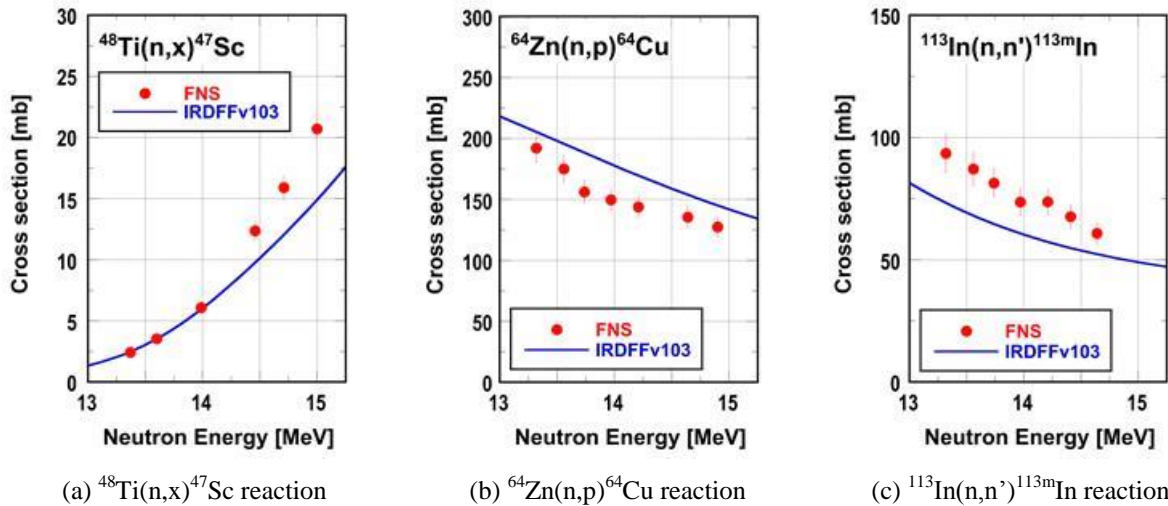 ⁴⁸Ti(n,x)⁴⁷Sc
FNS
IRDFFv103
Cross section [mb]
30
25
20
15
10
5
0
13
14
15
Neutron Energy [MeV]
(a) ⁴⁸Ti(n,x)⁴⁷Sc reaction
⁶⁴Zn(n,p)⁶⁴Cu
FNS
IRDFFv103
Cross section [mb]
300
250
200
150
100
50
0
13
14
15
Neutron Energy [MeV]
(b) ⁶⁴Zn(n,p)⁶⁴Cu reaction
¹¹³In(n,n')¹¹³ᵐIn
FNS
IRDFFv103
Cross section [mb]
150
100
50
0
13
14
15
Neutron Energy [MeV]
(c) ¹¹³In(n,n’)¹¹³ᵐIn reaction